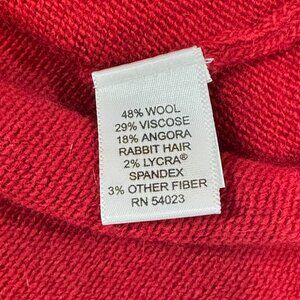 48% WOOL
29% VISCOSE
18% ANGORA
RABBIT HAIR
2% LYCRA®
SPANDEX
3% OTHER FIBER
RN 54023